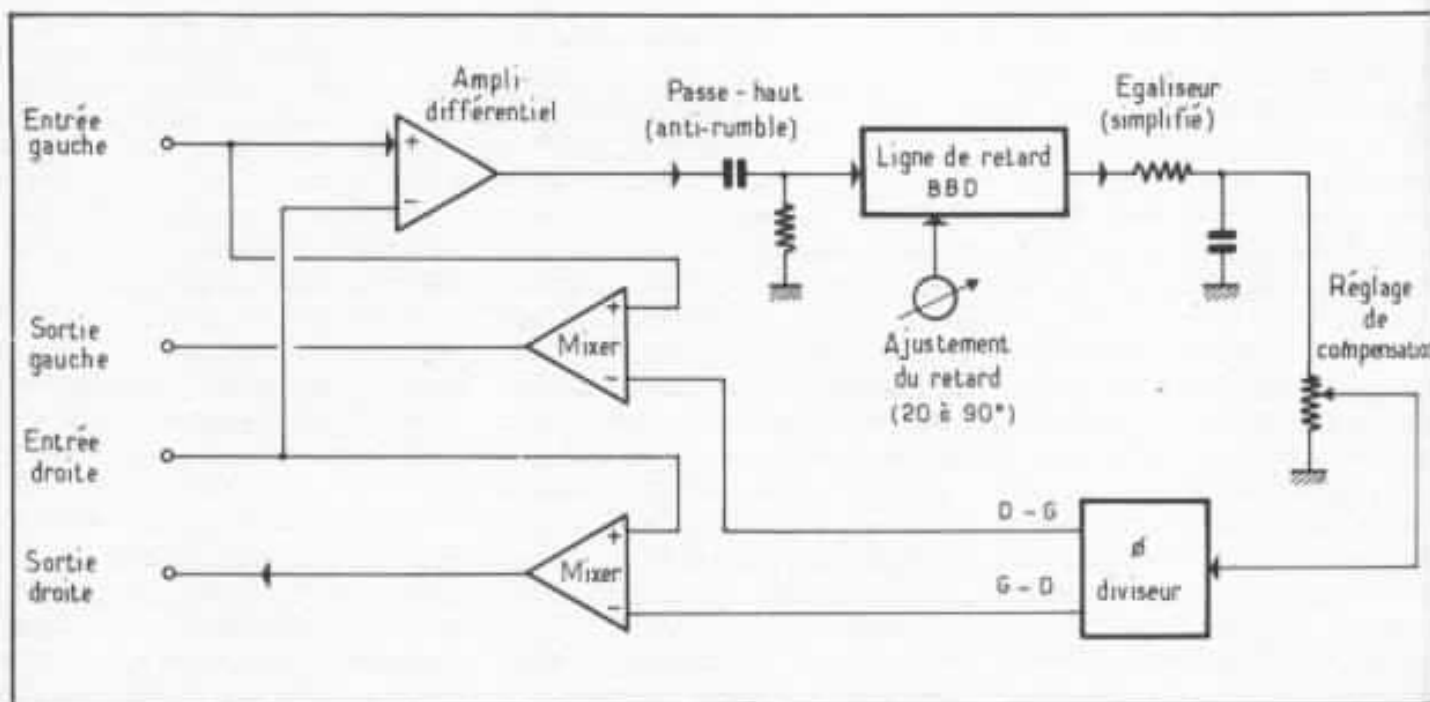 Ampli-
différentiel
Passe-haut
(anti-rumble)
Egaliseur
(simplifié)
Entrée
gauche
+
-
Ligne de retard
BBD
Réglage
de
compensatio
Ajustement
du retard
(20 à 90°)
Sortie
gauche
+
Mixer
-
Entrée
droite
D-G
+
Mixer
-
G-D
ø
diviseur
Sortie
droite